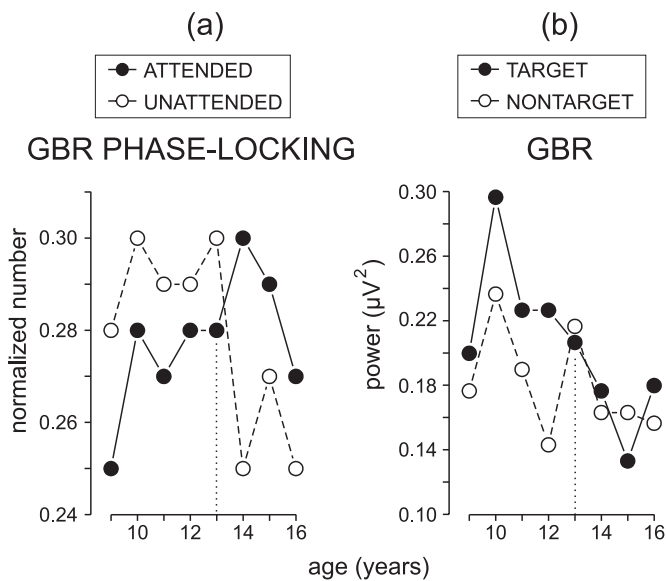 (a)
ATTENDED
UNATTENDED
GBR PHASE-LOCKING
normalized number
0.30
0.28
0.26
0.24
10
12
14
16
(b)
TARGET
NONTARGET
GBR
power (µV²)
0.30
0.26
0.22
0.18
0.14
0.10
10
12
14
16
age (years)